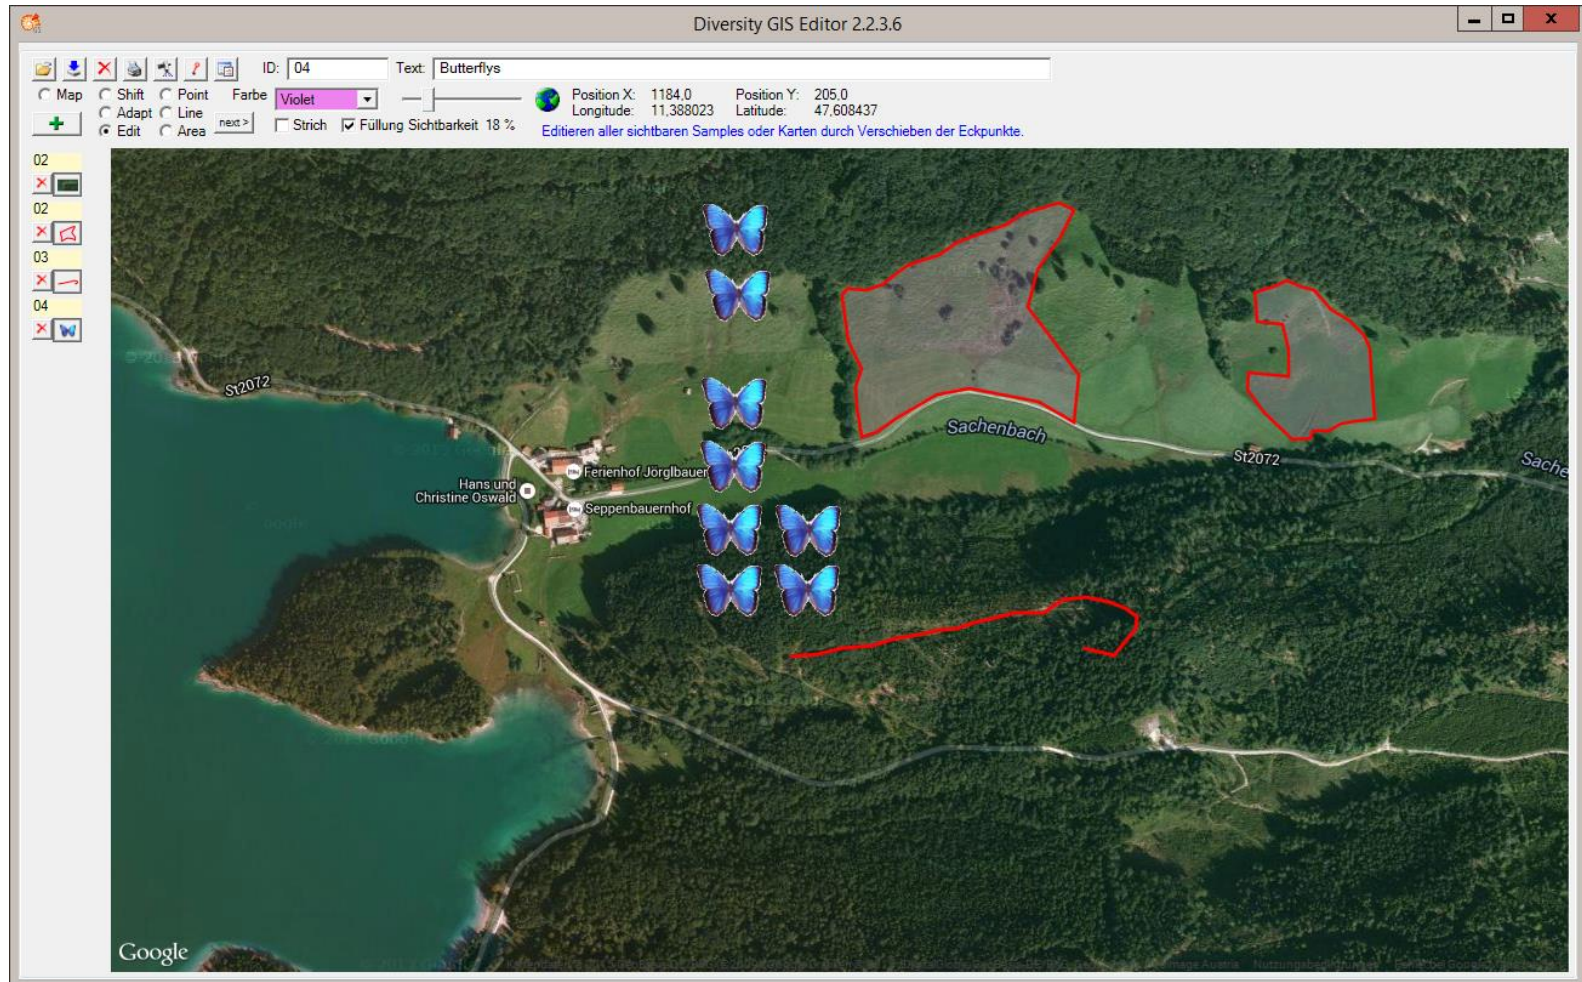 Diversity GIS Editor 2.2.3.6
ID: 04 Text: Butterflys
Map Shift Point Farbe Violet Position X: 1184,0 Position Y: 205,0
Adapt Line Longitude: 11,388023 Latitude: 47,608437
Edit Area next > Strich Füllung Sichtbarkeit 18 % Editieren aller sichtbaren Samples oder Karten durch Verschieben der Eckpunkte.
02
02
03
04
St2072
Sachenbach
St2072
Sache
Ferienhof Jörglbauer
Hans und
Christine Oswald
Seppenbauernhof
Google